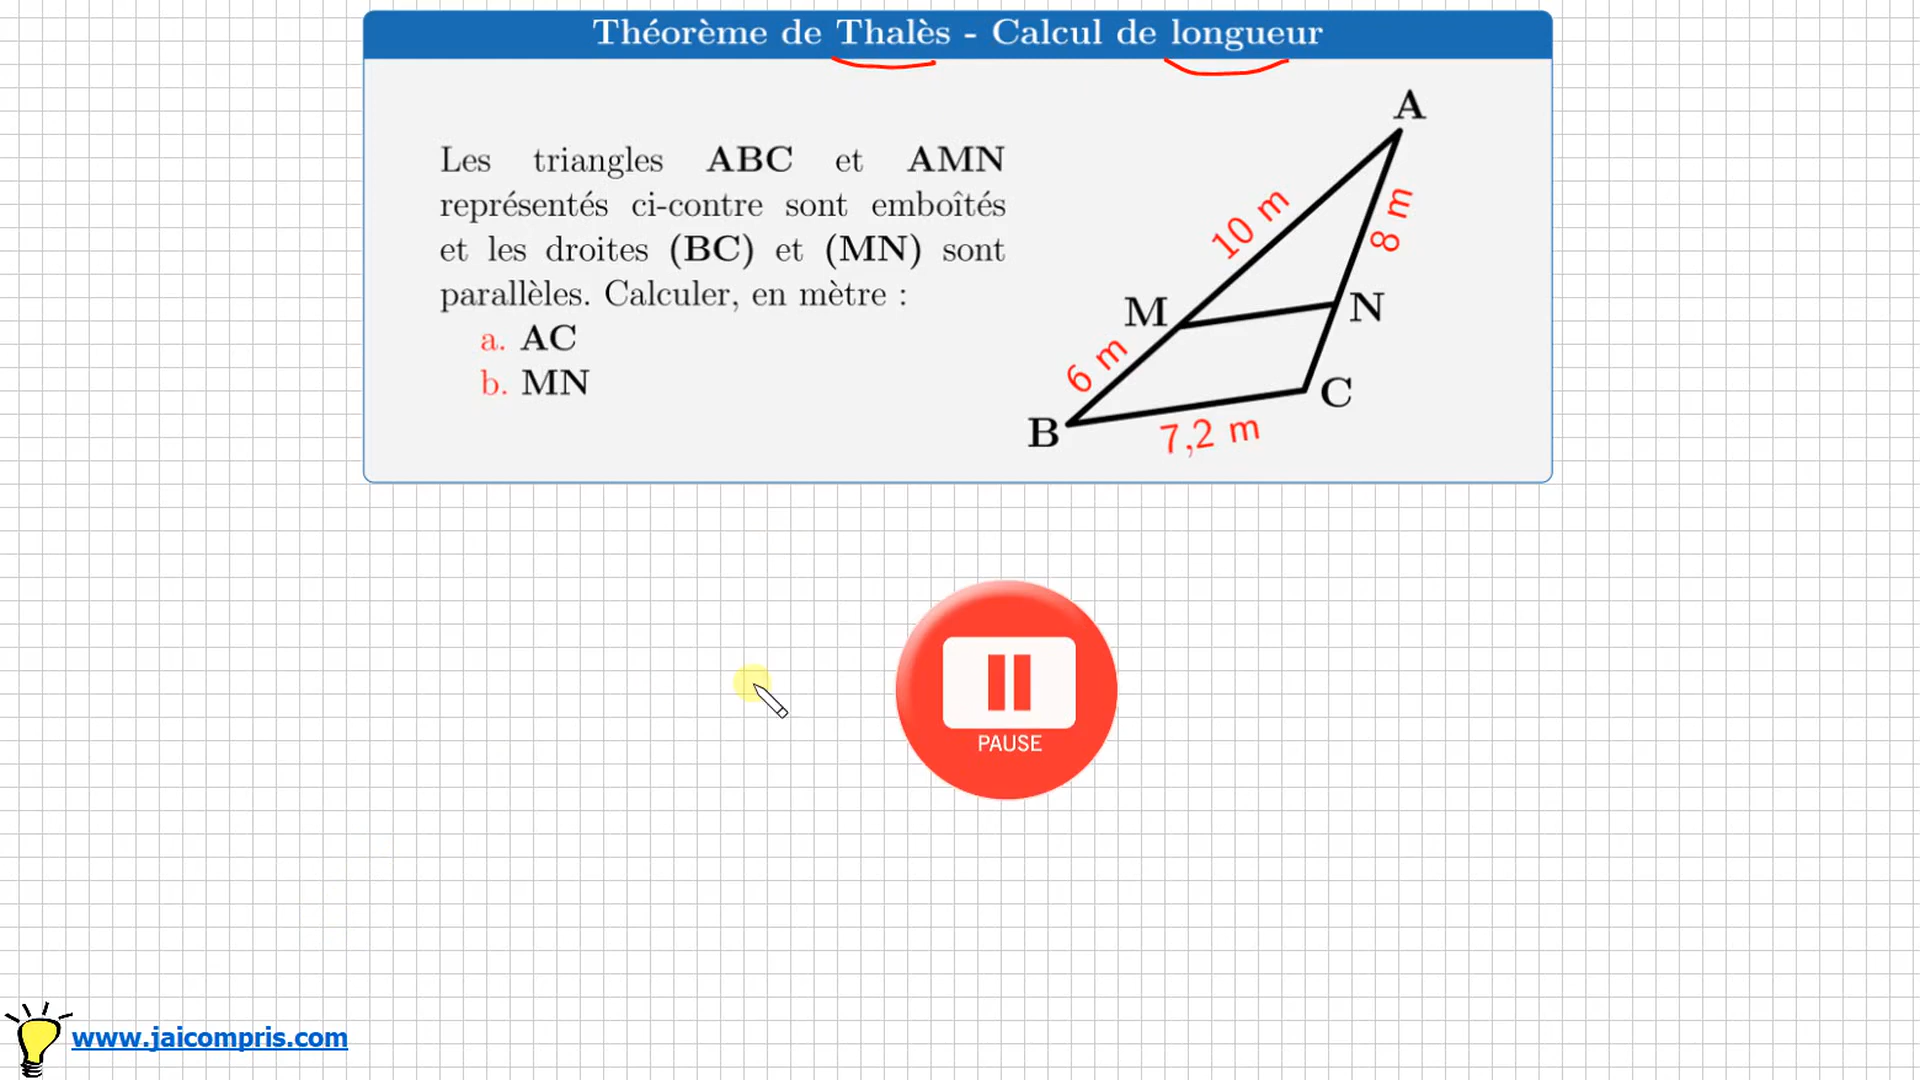 Théorème de Thalès - Calcul de longueur
Les triangles ABC et AMN
représentés ci-contre sont emboîtés
et les droites (BC) et (MN) sont
parallèles. Calculer, en mètre :
a. AC
b. MN
A
10 m
8 m
M
N
6 m
C
B
7,2 m
PAUSE
www.jaicompris.com